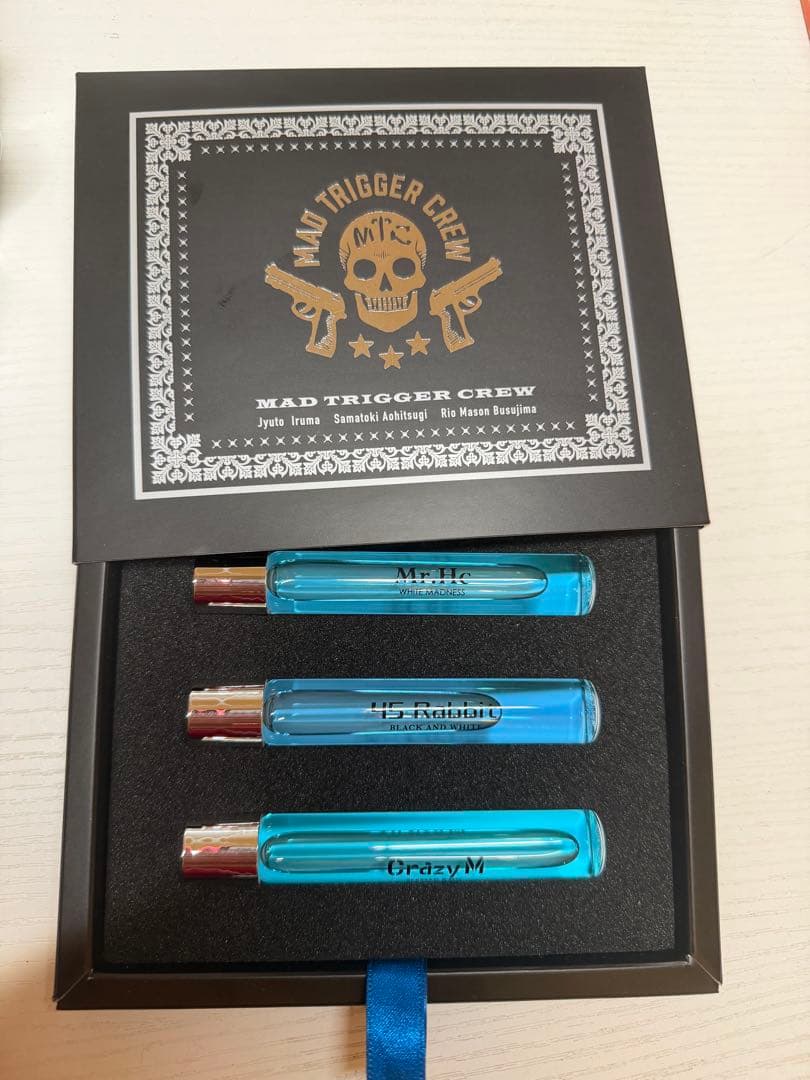 MAD TRIGGER CREW
MTC
MAD TRIGGER CREW
Jyuto Iruma Samatoki Aohitsugi Rio Mason Busujima
Mr.Hc
WHITE MADNESS
45 Rabbit
BLACK AND WHITE
Crazy M